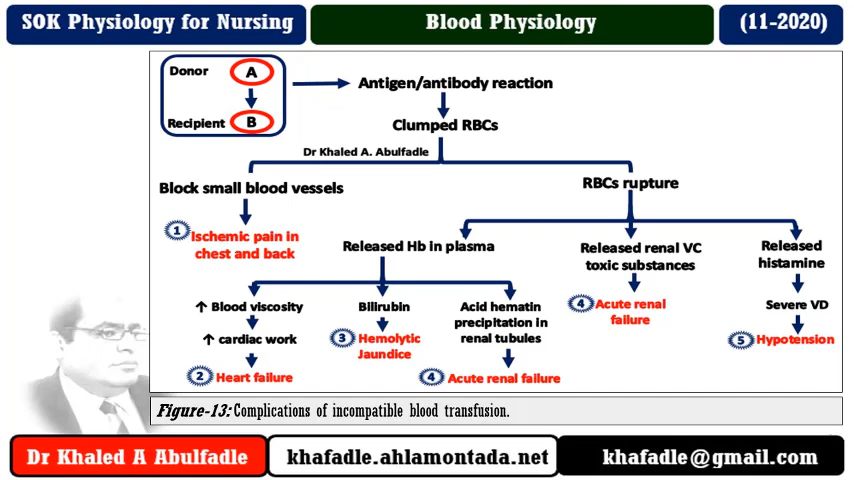 SOK Physiology for Nursing
Blood Physiology
(11-2020)
Donor
A
Recipient
B
Antigen/antibody reaction
Clumped RBCs
Dr Khaled A. Abulfadle
Block small blood vessels
RBCs rupture
1
Ischemic pain in
chest and back
Released Hb in plasma
Released renal VC
toxic substances
Released
histamine
↑ Blood viscosity
↑ cardiac work
2 Heart failure
Bilirubin
3 Hemolytic
Jaundice
Acid hematin
precipitation in
renal tubules
4 Acute renal failure
4 Acute renal
failure
Severe VD
5 Hypotension
Figure-13: Complications of incompatible blood transfusion.
Dr Khaled A Abulfadle
khafadle.ahlamontada.net
khafadle@gmail.com